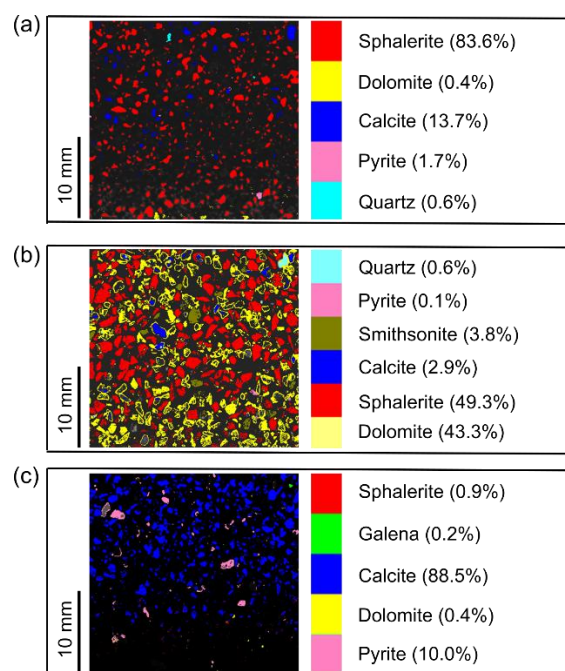 (a)
Sphalerite (83.6%)
Dolomite (0.4%)
Calcite (13.7%)
Pyrite (1.7%)
Quartz (0.6%)
10 mm
(b)
Quartz (0.6%)
Pyrite (0.1%)
Smithsonite (3.8%)
Calcite (2.9%)
Sphalerite (49.3%)
Dolomite (43.3%)
10 mm
(c)
Sphalerite (0.9%)
Galena (0.2%)
Calcite (88.5%)
Dolomite (0.4%)
Pyrite (10.0%)
10 mm